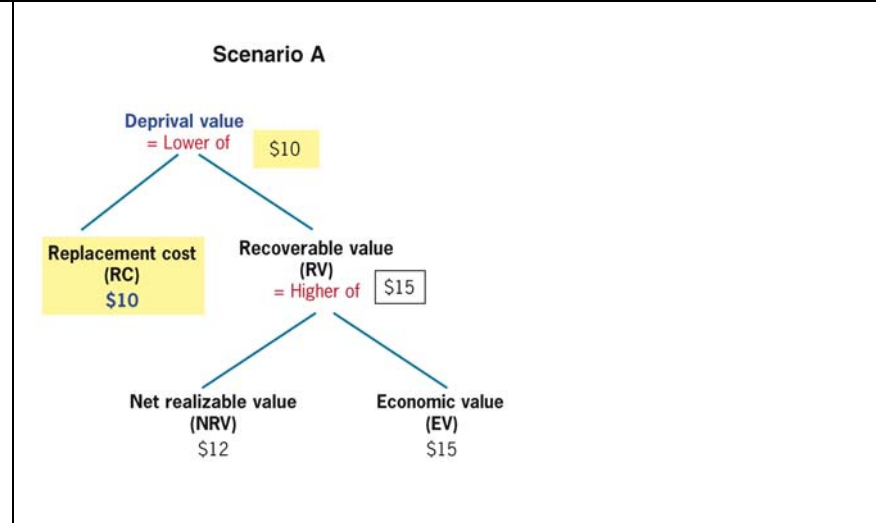 Scenario A
Deprival value
= Lower of
$10
Replacement cost
(RC)
$10
Recoverable value
(RV)
= Higher of
$15
Net realizable value
(NRV)
$12
Economic value
(EV)
$15